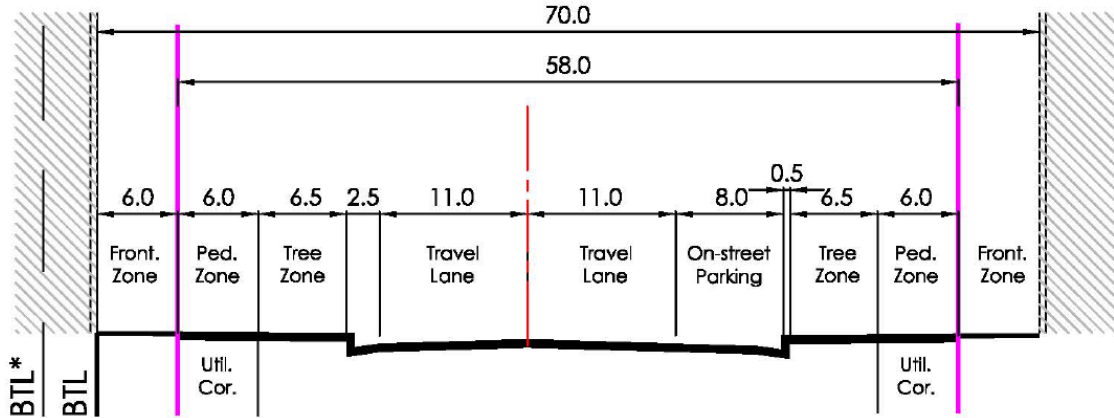 70.0
58.0
0.5
6.0 6.0 6.5 2.5 11.0 11.0 8.0 6.5 6.0
Front. Ped. Tree Travel Travel On-street Tree Ped. Front.
Zone Zone Zone Lane Lane Parking Zone Zone Zone
Util. Util.
Cor. Cor.
BTL*
BTL